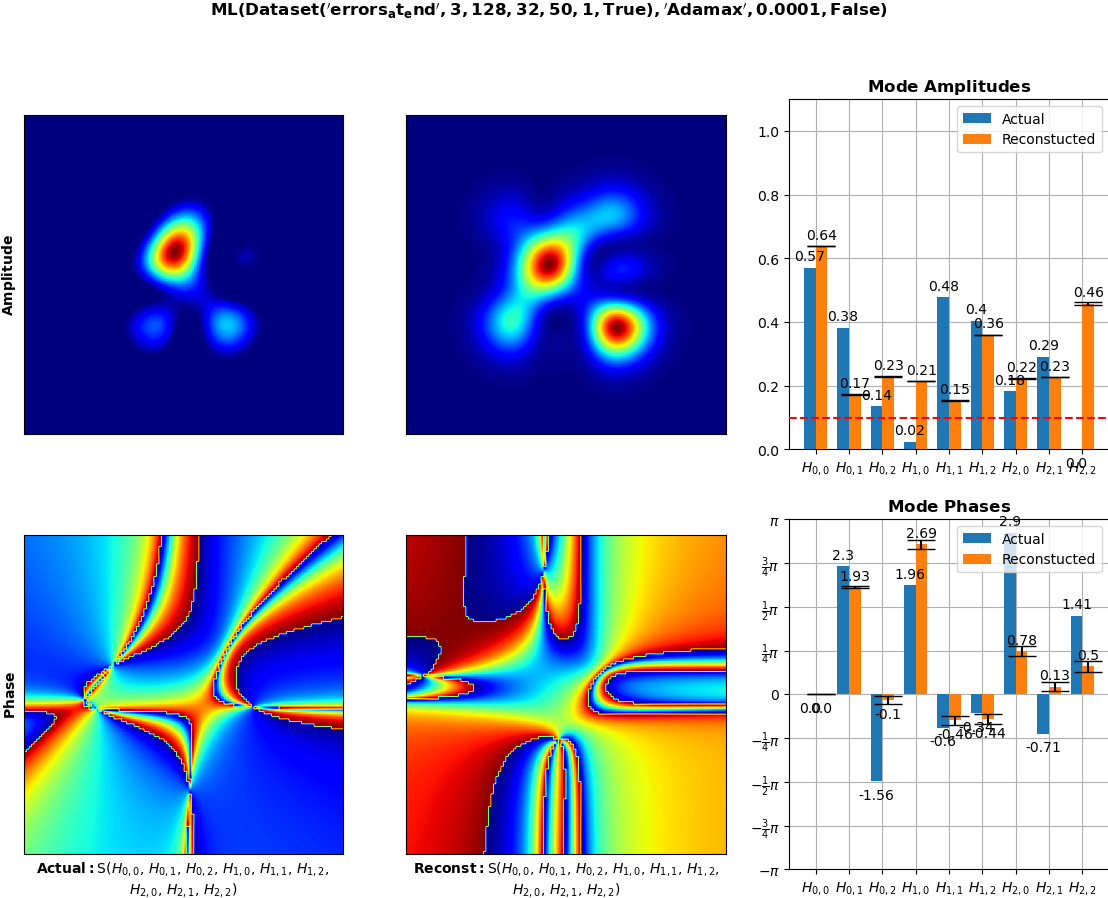 ML(Dataset('errors_at_end', 3, 128, 32, 50, 1, True), 'Adamax', 0.0001, False)
Amplitude
Mode Amplitudes
Actual
Reconstucted
1.0
0.8
0.6
0.4
0.2
0.0
0.57
0.64
0.38
0.17
0.14
0.23
0.02
0.21
0.48
0.15
0.4
0.36
0.18
0.22
0.29
0.23
0.0
0.46
H0,0 H0,1 H0,2 H1,0 H1,1 H1,2 H2,0 H2,1 H2,2
Phase
Actual: S(H0,0, H0,1, H0,2, H1,0, H1,1, H1,2,
H2,0, H2,1, H2,2)
Reconst: S(H0,0, H0,1, H0,2, H1,0, H1,1, H1,2,
H2,0, H2,1, H2,2)
Mode Phases
Actual
Reconstucted
π
3/4π
1/2π
1/4π
0
−1/4π
−1/2π
−3/4π
−π
0.0
0.0
2.3
1.93
-1.56
-0.1
1.96
2.69
-0.6
-0.46
-0.34
-0.44
2.9
0.78
-0.71
0.13
1.41
0.5
H0,0 H0,1 H0,2 H1,0 H1,1 H1,2 H2,0 H2,1 H2,2